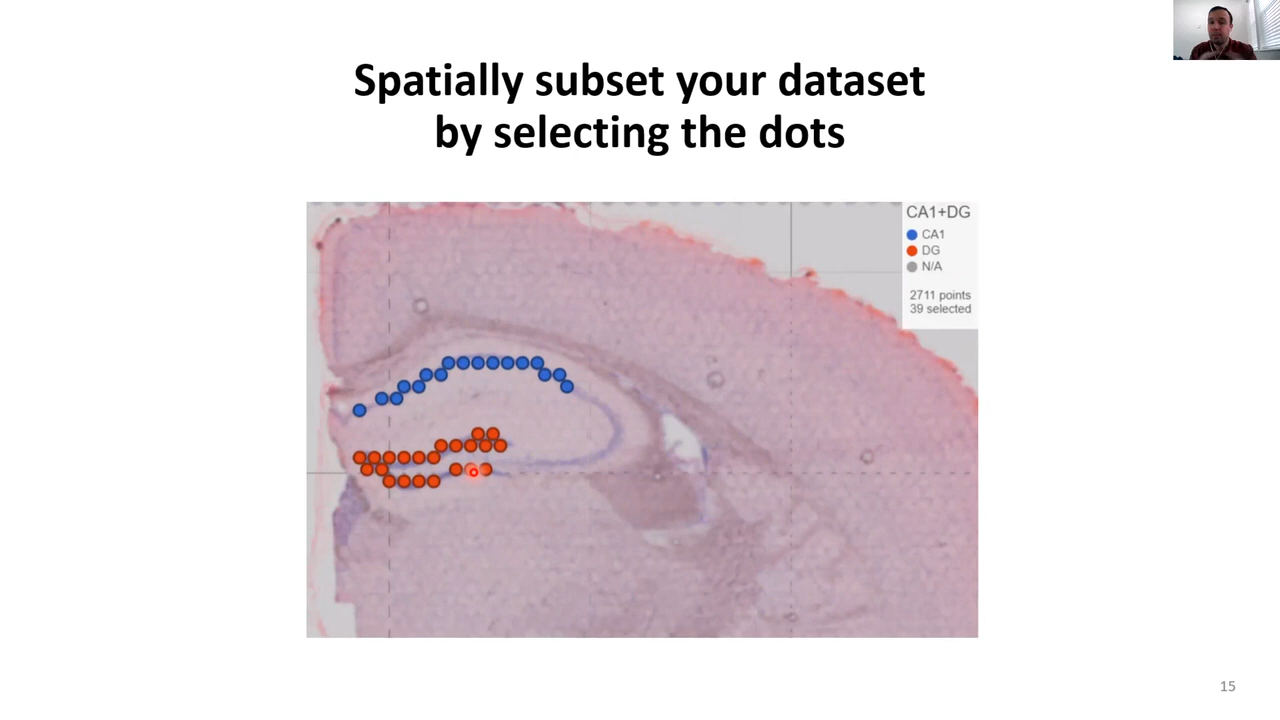 Spatially subset your dataset
by selecting the dots
CA1+DG
CA1
DG
N/A
2711 points
39 selected
15